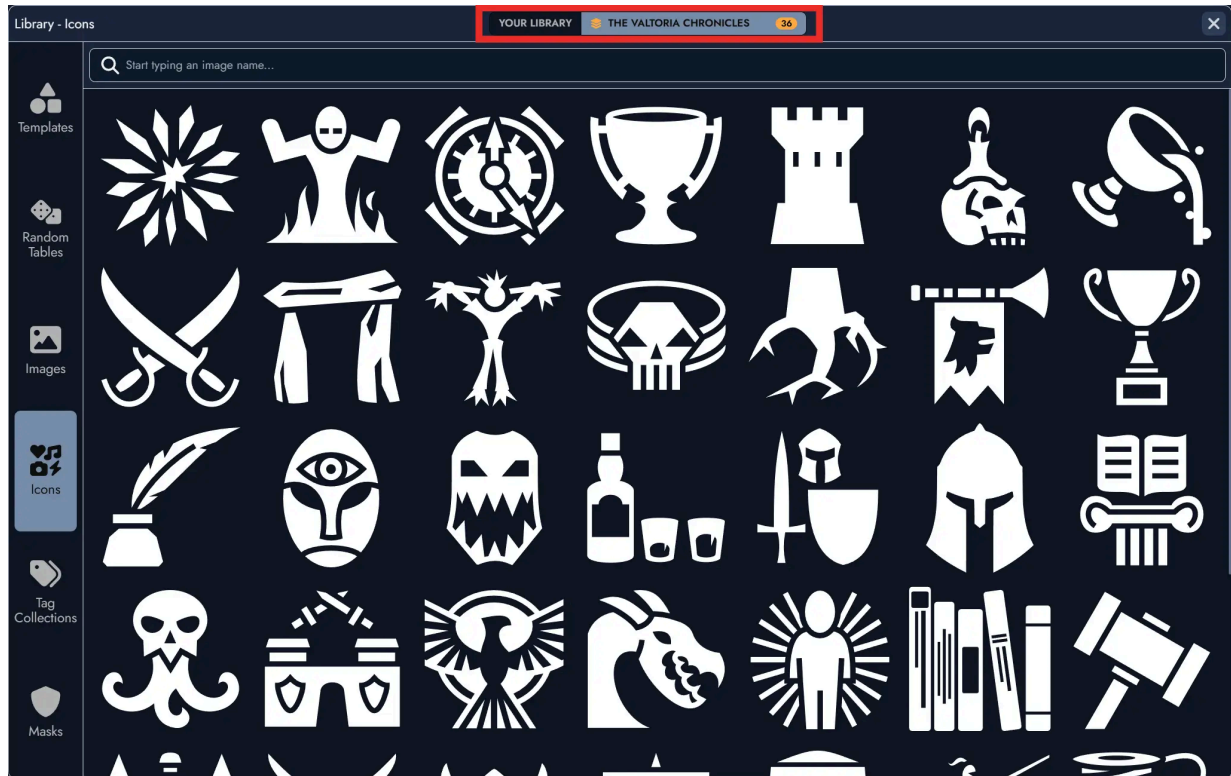 Library - Icons
YOUR LIBRARY
THE VALTORIA CHRONICLES
36
Start typing an image name...
Templates
Random
Tables
Images
Icons
Tag
Collections
Masks